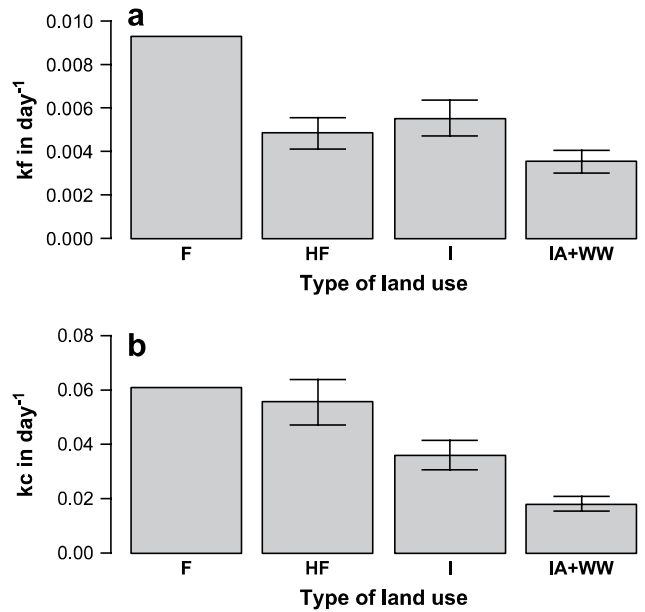 a
0.010
0.008
0.006
0.004
0.002
0.000
kf in day-1
F HF I IA+WW
Type of land use
b
0.08
0.06
0.04
0.02
0.00
kc in day-1
F HF I IA+WW
Type of land use